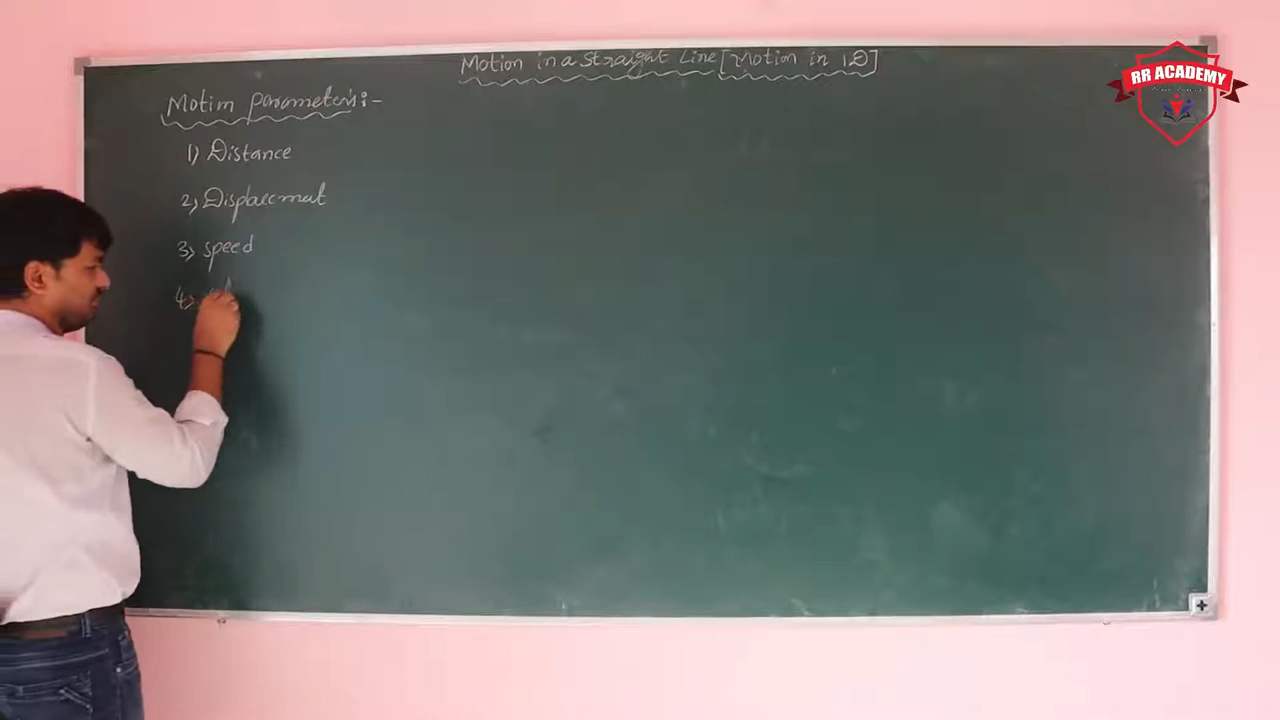 Motion in a straight Line [Motion in 1D]
RR ACADEMY
Motion parameters:-
1) Distance
2) Displacement
3) speed
4)